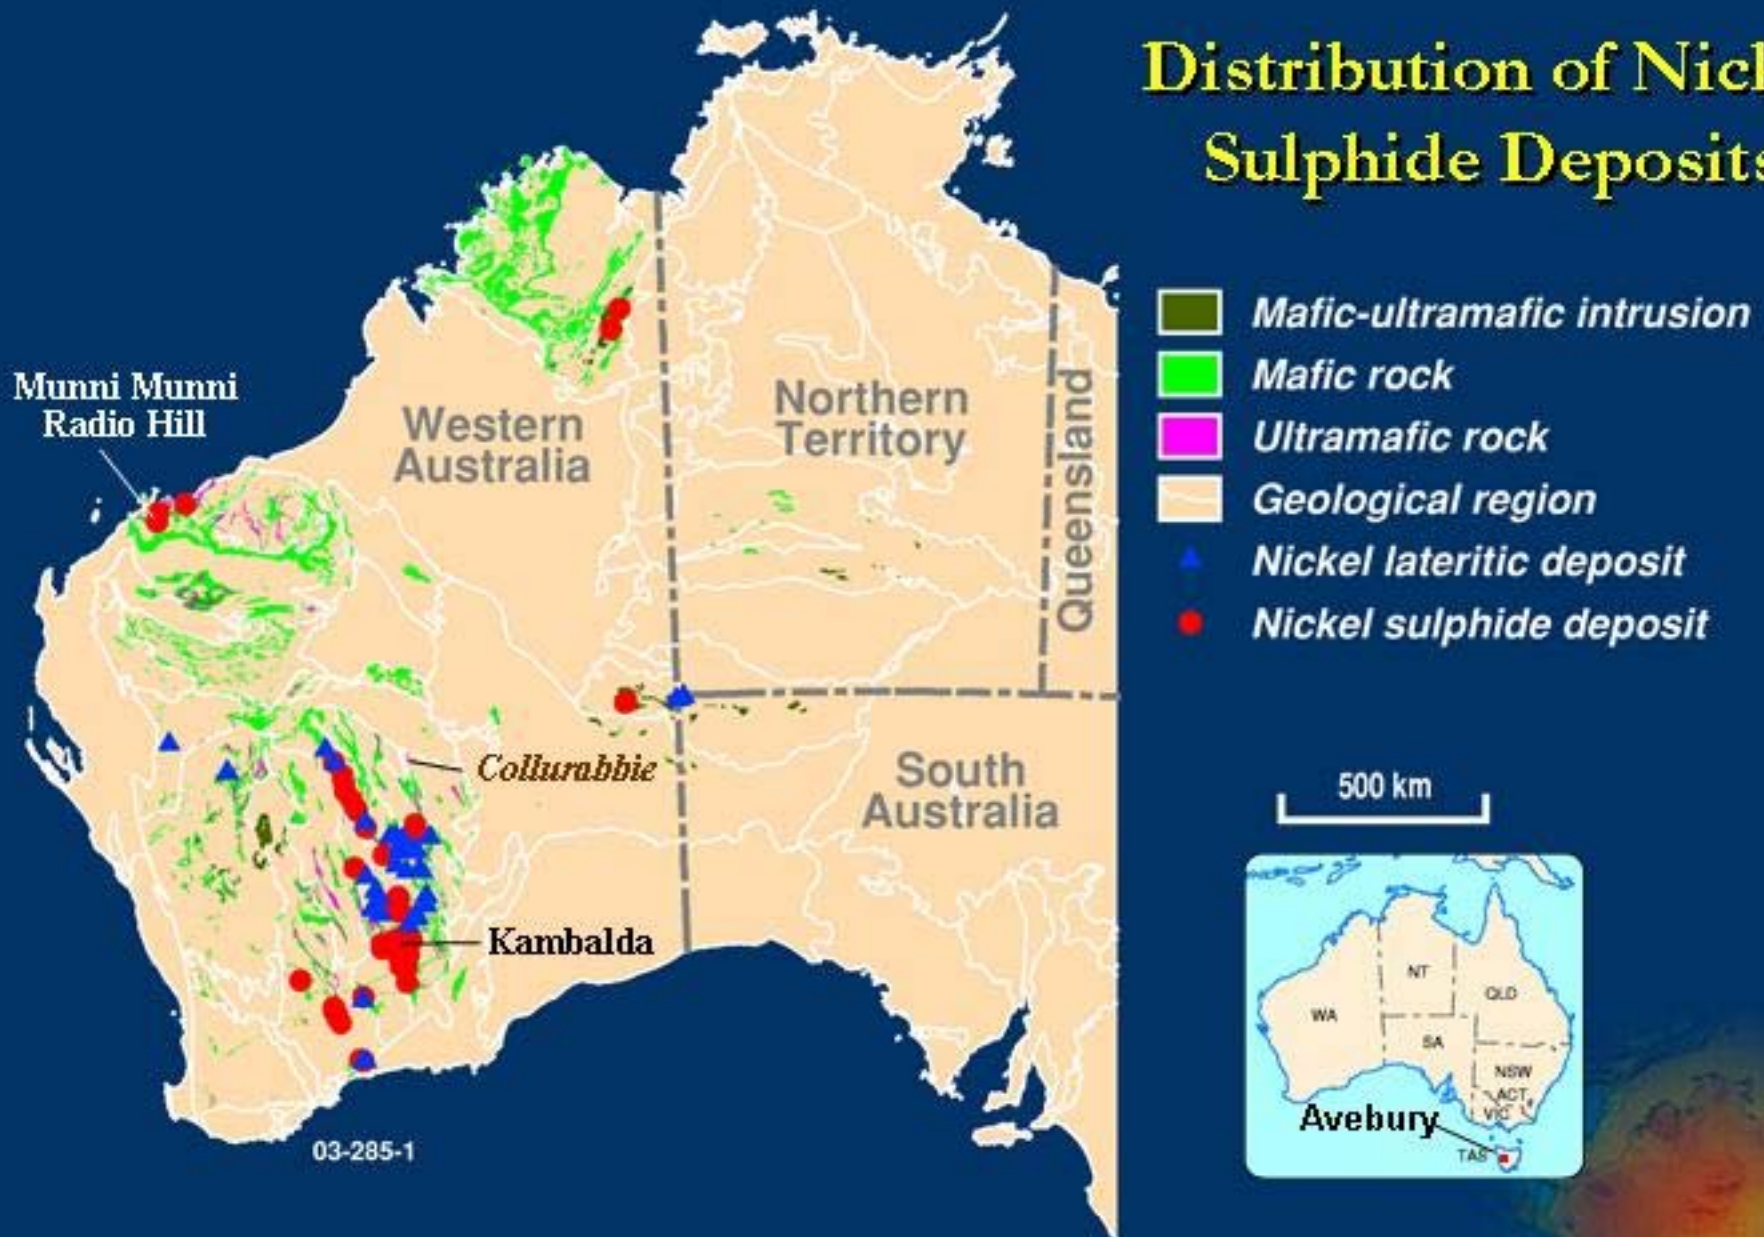 Distribution of Nick
Sulphide Deposits
Mafic-ultramafic intrusion
Mafic rock
Ultramafic rock
Geological region
Nickel lateritic deposit
Nickel sulphide deposit
Munni Munni
Radio Hill
Western
Australia
Northern
Territory
Queensland
South
Australia
Collurabbie
Kambalda
03-285-1
500 km
WA
NT
QLD
SA
NSW
ACT
VIC
Avebury
TAS